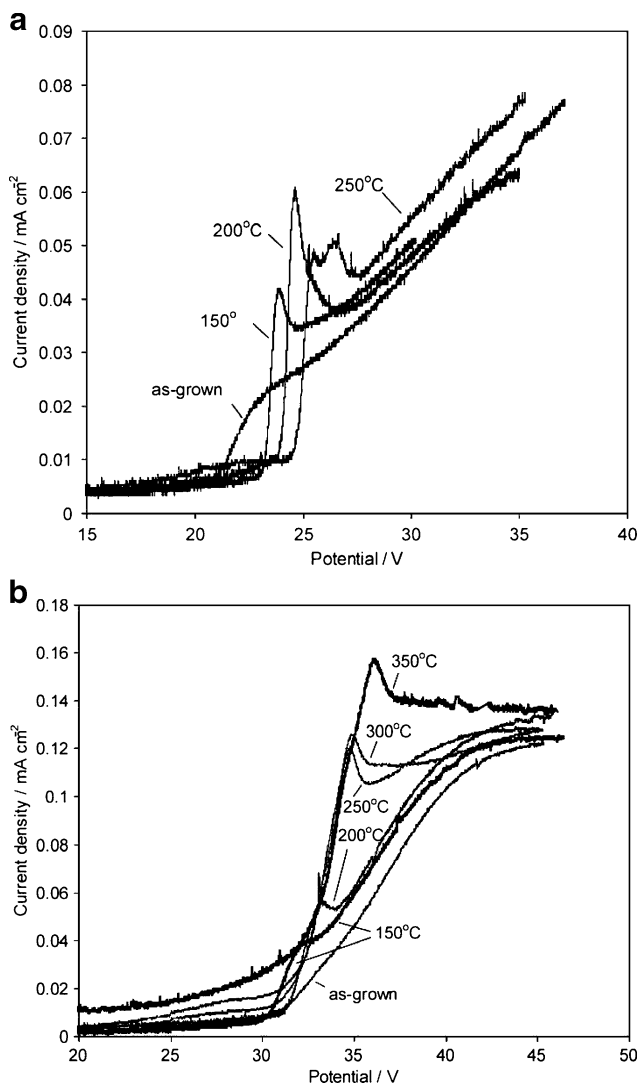 a
0.09
0.08
0.07
0.06
0.05
0.04
0.03
0.02
0.01
0
Current density / mA cm⁻²
250°C
200°C
150°
as-grown
15 20 25 30 35 40
Potential / V
b
0.18
0.16
0.14
0.12
0.1
0.08
0.06
0.04
0.02
0
Current density / mA cm⁻²
350°C
300°C
250°C
200°C
150°C
as-grown
20 25 30 35 40 45 50
Potential / V